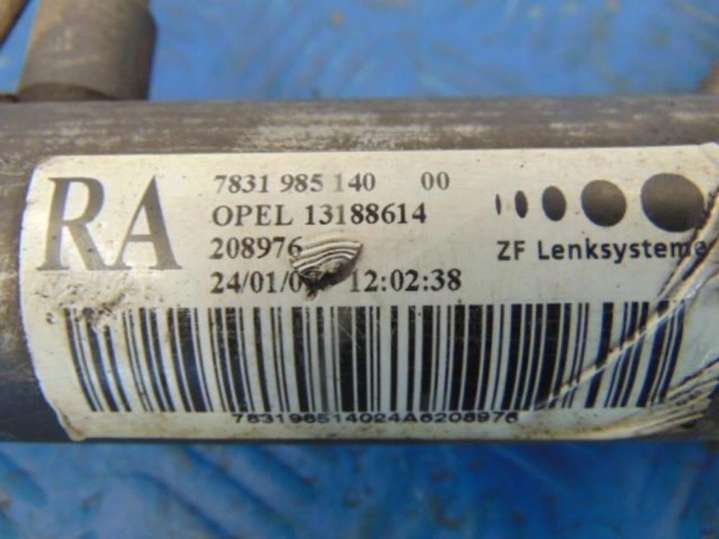 RA
7831 985 140 00
OPEL 13188614
208976
24/01/0 12:02:38
ZF Lenksysteme
783198514024A6208976